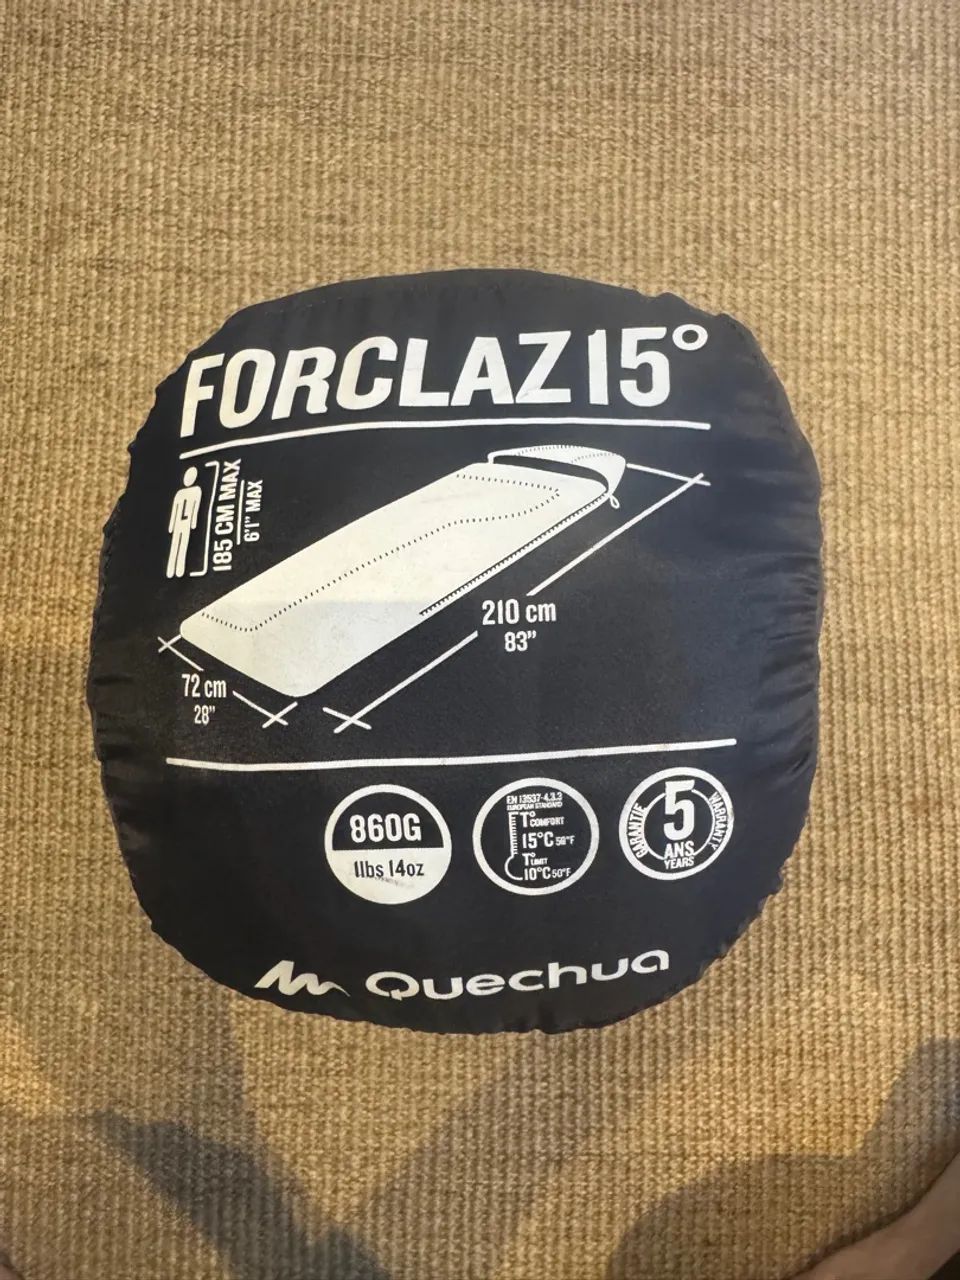 FORCLAZ 15°
185 CM MAX
6'1" MAX
210 cm
83"
72 cm
28"
860G
1lbs 14oz
EN 13537-4.3.3
EUROPEAN STANDARD
T° COMFORT
15°C 59°F
T° LIMIT
10°C 50°F
GARANTIE
5
ANS
YEARS
WARRANTY
Quechua